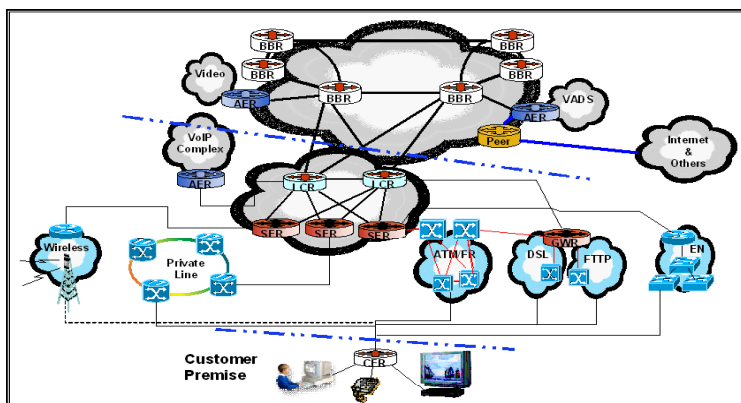 BBR
BBR
BBR
BBR
Video
AER
BBR
BBR
AER
VADS
Peer
VoIP
Complex
Internet
&
Others
AER
LCR
LCR
SER
SER
SER
Wireless
Private
Line
ATM/FR
GWR
DSL
FTTP
EN
Customer
Premise
CER